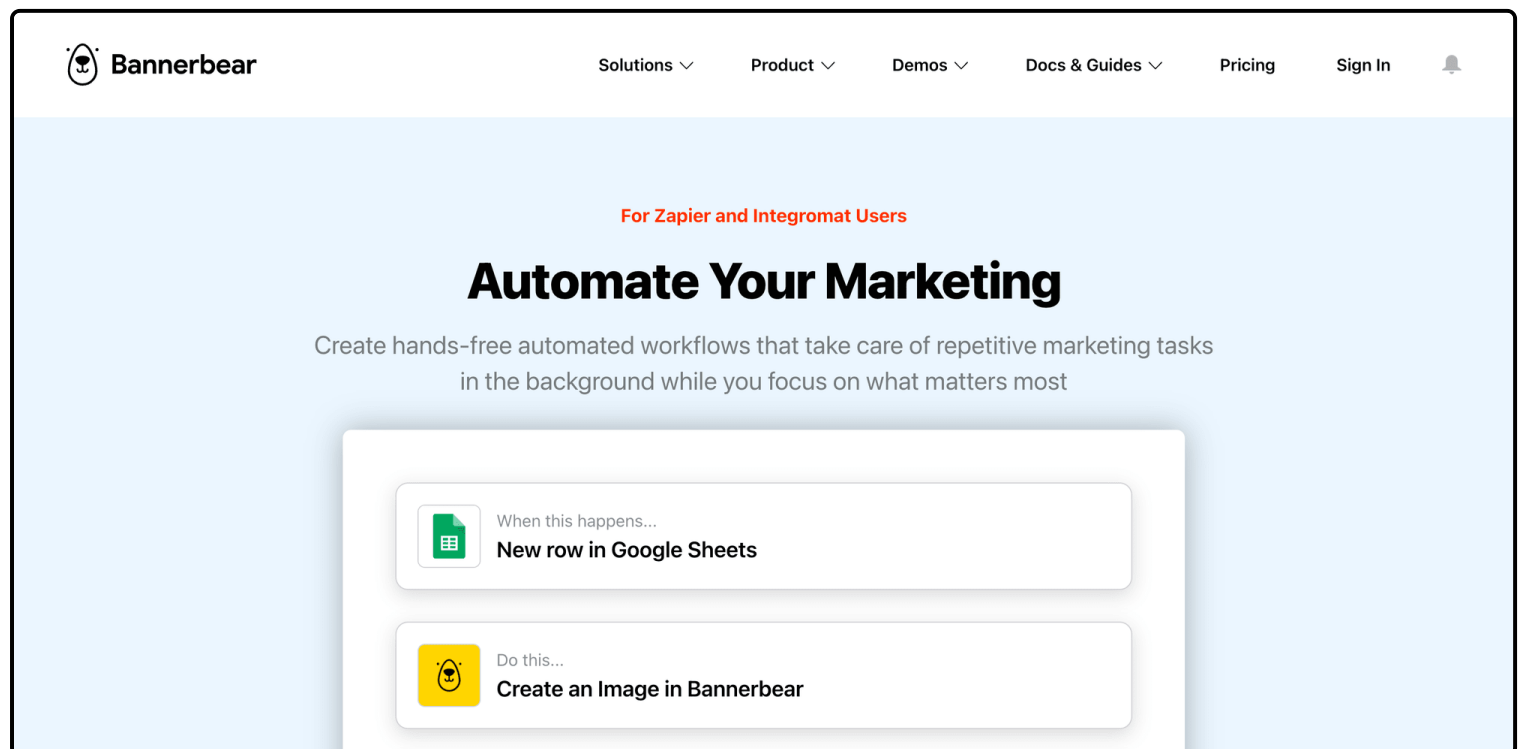 Bannerbear
Solutions
Product
Demos
Docs & Guides
Pricing
Sign In
For Zapier and Integromat Users
Automate Your Marketing
Create hands-free automated workflows that take care of repetitive marketing tasks
in the background while you focus on what matters most
When this happens...
New row in Google Sheets
Do this...
Create an Image in Bannerbear